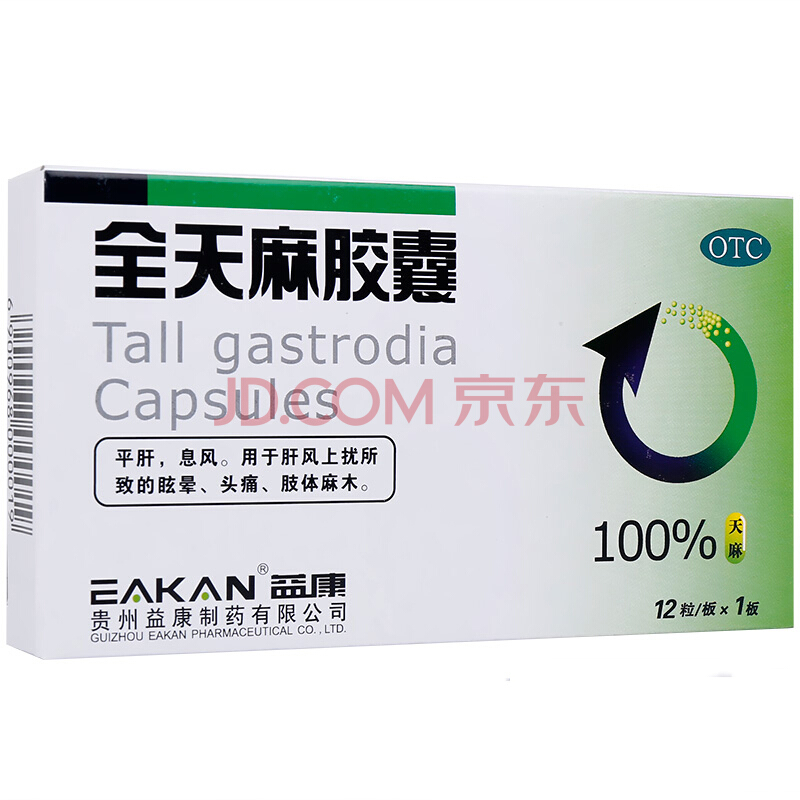 全天麻胶囊
OTC
Tall gastrodia
Capsules
JD.COM 京东
平肝，息风。用于肝风上扰所
致的眩晕、头痛、肢体麻木。
100% 天麻
EAKAN® 益康
贵州益康制药有限公司
GUIZHOU EAKAN PHARMACEUTICAL CO., LTD.
12粒/板×1板
6900968000019